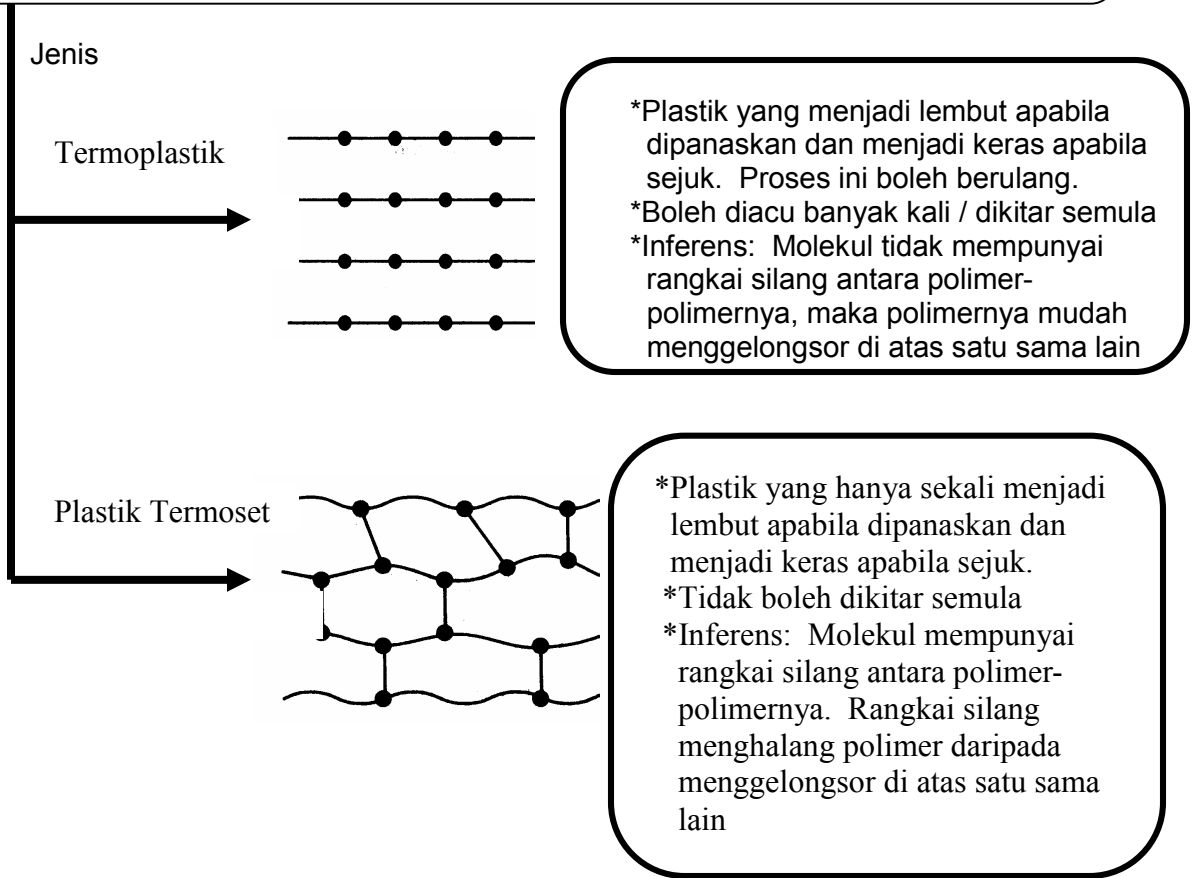 Jenis
Termoplastik
*Plastik yang menjadi lembut apabila
dipanaskan dan menjadi keras apabila
sejuk.  Proses ini boleh berulang.
*Boleh diacu banyak kali / dikitar semula
*Inferens:  Molekul tidak mempunyai
rangkai silang antara polimer-
polimernya, maka polimernya mudah
menggelongsor di atas satu sama lain
Plastik Termoset
*Plastik yang hanya sekali menjadi
lembut apabila dipanaskan dan
menjadi keras apabila sejuk.
*Tidak boleh dikitar semula
*Inferens:  Molekul mempunyai
rangkai silang antara polimer-
polimernya.  Rangkai silang
menghalang polimer daripada
menggelongsor di atas satu sama
lain